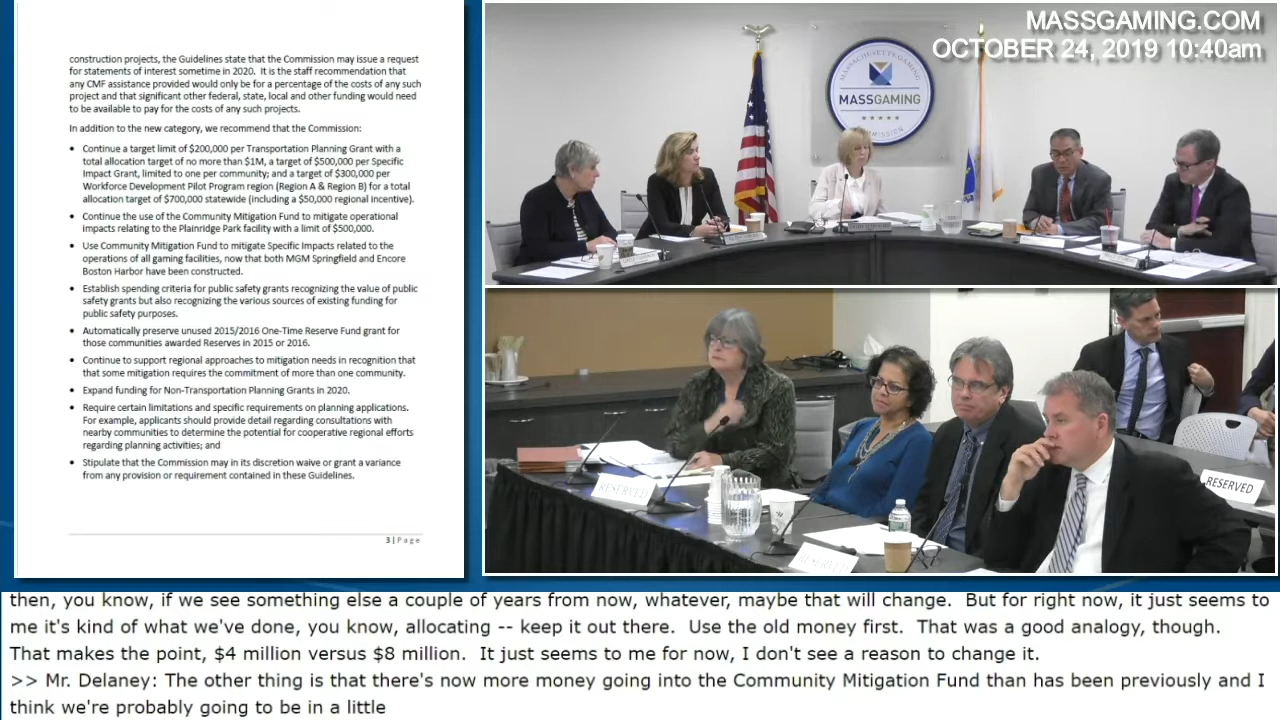 construction projects, the Guidelines state that the Commission may issue a request
for statements of interest sometime in 2020. It is the staff recommendation that
any CMF assistance provided would only be for a percentage of the costs of any such
project and that significant other federal, state, local and other funding would need
to be available to pay for the costs of any such projects.
In addition to the new category, we recommend that the Commission:
• Continue a target limit of $200,000 per Transportation Planning Grant with a
total allocation target of no more than $1M, a target of $500,000 per Specific
Impact Grant, limited to one per community; and a target of $300,000 per
Workforce Development Pilot Program region (Region A & Region B) for a total
allocation target of $700,000 statewide (including a $50,000 regional incentive).
• Continue the use of the Community Mitigation Fund to mitigate operational
impacts relating to the Plainridge Park facility with a limit of $500,000.
• Use Community Mitigation Fund to mitigate Specific Impacts related to the
operations of all gaming facilities, now that both MGM Springfield and Encore
Boston Harbor have been constructed.
• Establish spending criteria for public safety grants recognizing the value of public
safety grants but also recognizing the various sources of existing funding for
public safety purposes.
• Automatically preserve unused 2015/2016 One-Time Reserve Fund grant for
those communities awarded Reserves in 2015 or 2016.
• Continue to support regional approaches to mitigation needs in recognition that
that some mitigation requires the commitment of more than one community.
• Expand funding for Non-Transportation Planning Grants in 2020.
• Require certain limitations and specific requirements on planning applications.
For example, applicants should provide detail regarding consultations with
nearby communities to determine the potential for cooperative regional efforts
regarding planning activities; and
• Stipulate that the Commission may in its discretion waive or grant a variance
from any provision or requirement contained in these Guidelines.
3 | Page
MASSGAMING.COM
OCTOBER 24, 2019 10:40am
MASSACHUSETTS GAMING
MASSGAMING
COMMISSION
RESERVED
RESERVED
RESERVED
then, you know, if we see something else a couple of years from now, whatever, maybe that will change. But for right now, it just seems to
me it's kind of what we've done, you know, allocating -- keep it out there. Use the old money first. That was a good analogy, though.
That makes the point, $4 million versus $8 million. It just seems to me for now, I don't see a reason to change it.
>> Mr. Delaney: The other thing is that there's now more money going into the Community Mitigation Fund than has been previously and I
think we're probably going to be in a little